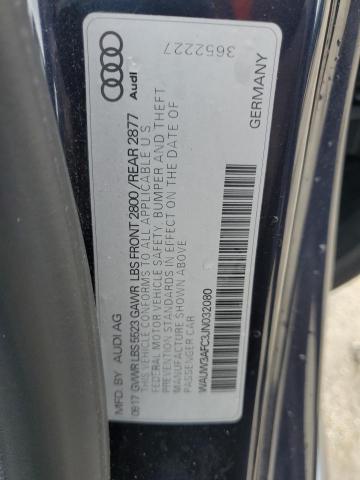 MFD BY AUDI AG
09/17 GVWR LBS 5523 GAWR LBS FRONT 2800/REAR 2877
THIS VEHICLE CONFORMS TO ALL APPLICABLE U S
FEDERAL MOTOR VEHICLE SAFETY, BUMPER AND THEFT
PREVENTION STANDARDS IN EFFECT ON THE DATE OF
MANUFACTURE SHOWN ABOVE.
PASSENGER CAR
WAUW3AFC3JN032080
Audi
3652227
GERMANY